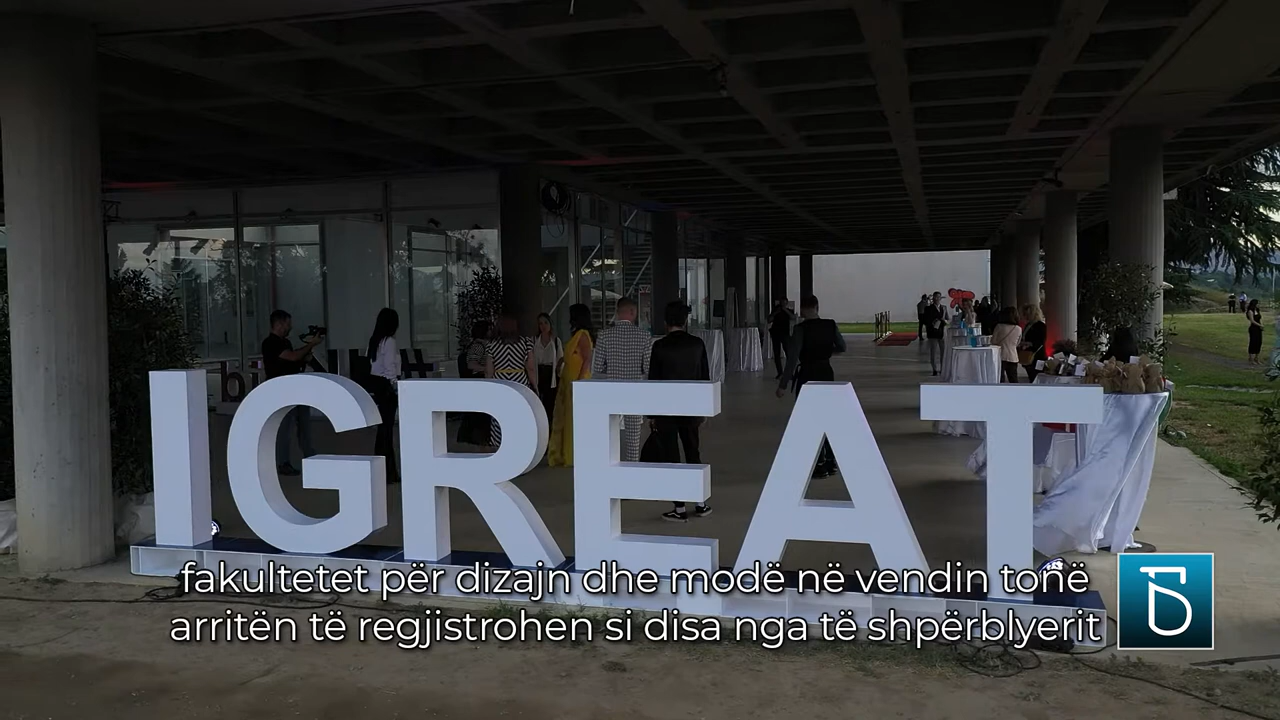 IGREAT
fakultetet për dizajn dhe modë në vendin tonë
arritën të regjistrohen si disa nga të shpërblyerit